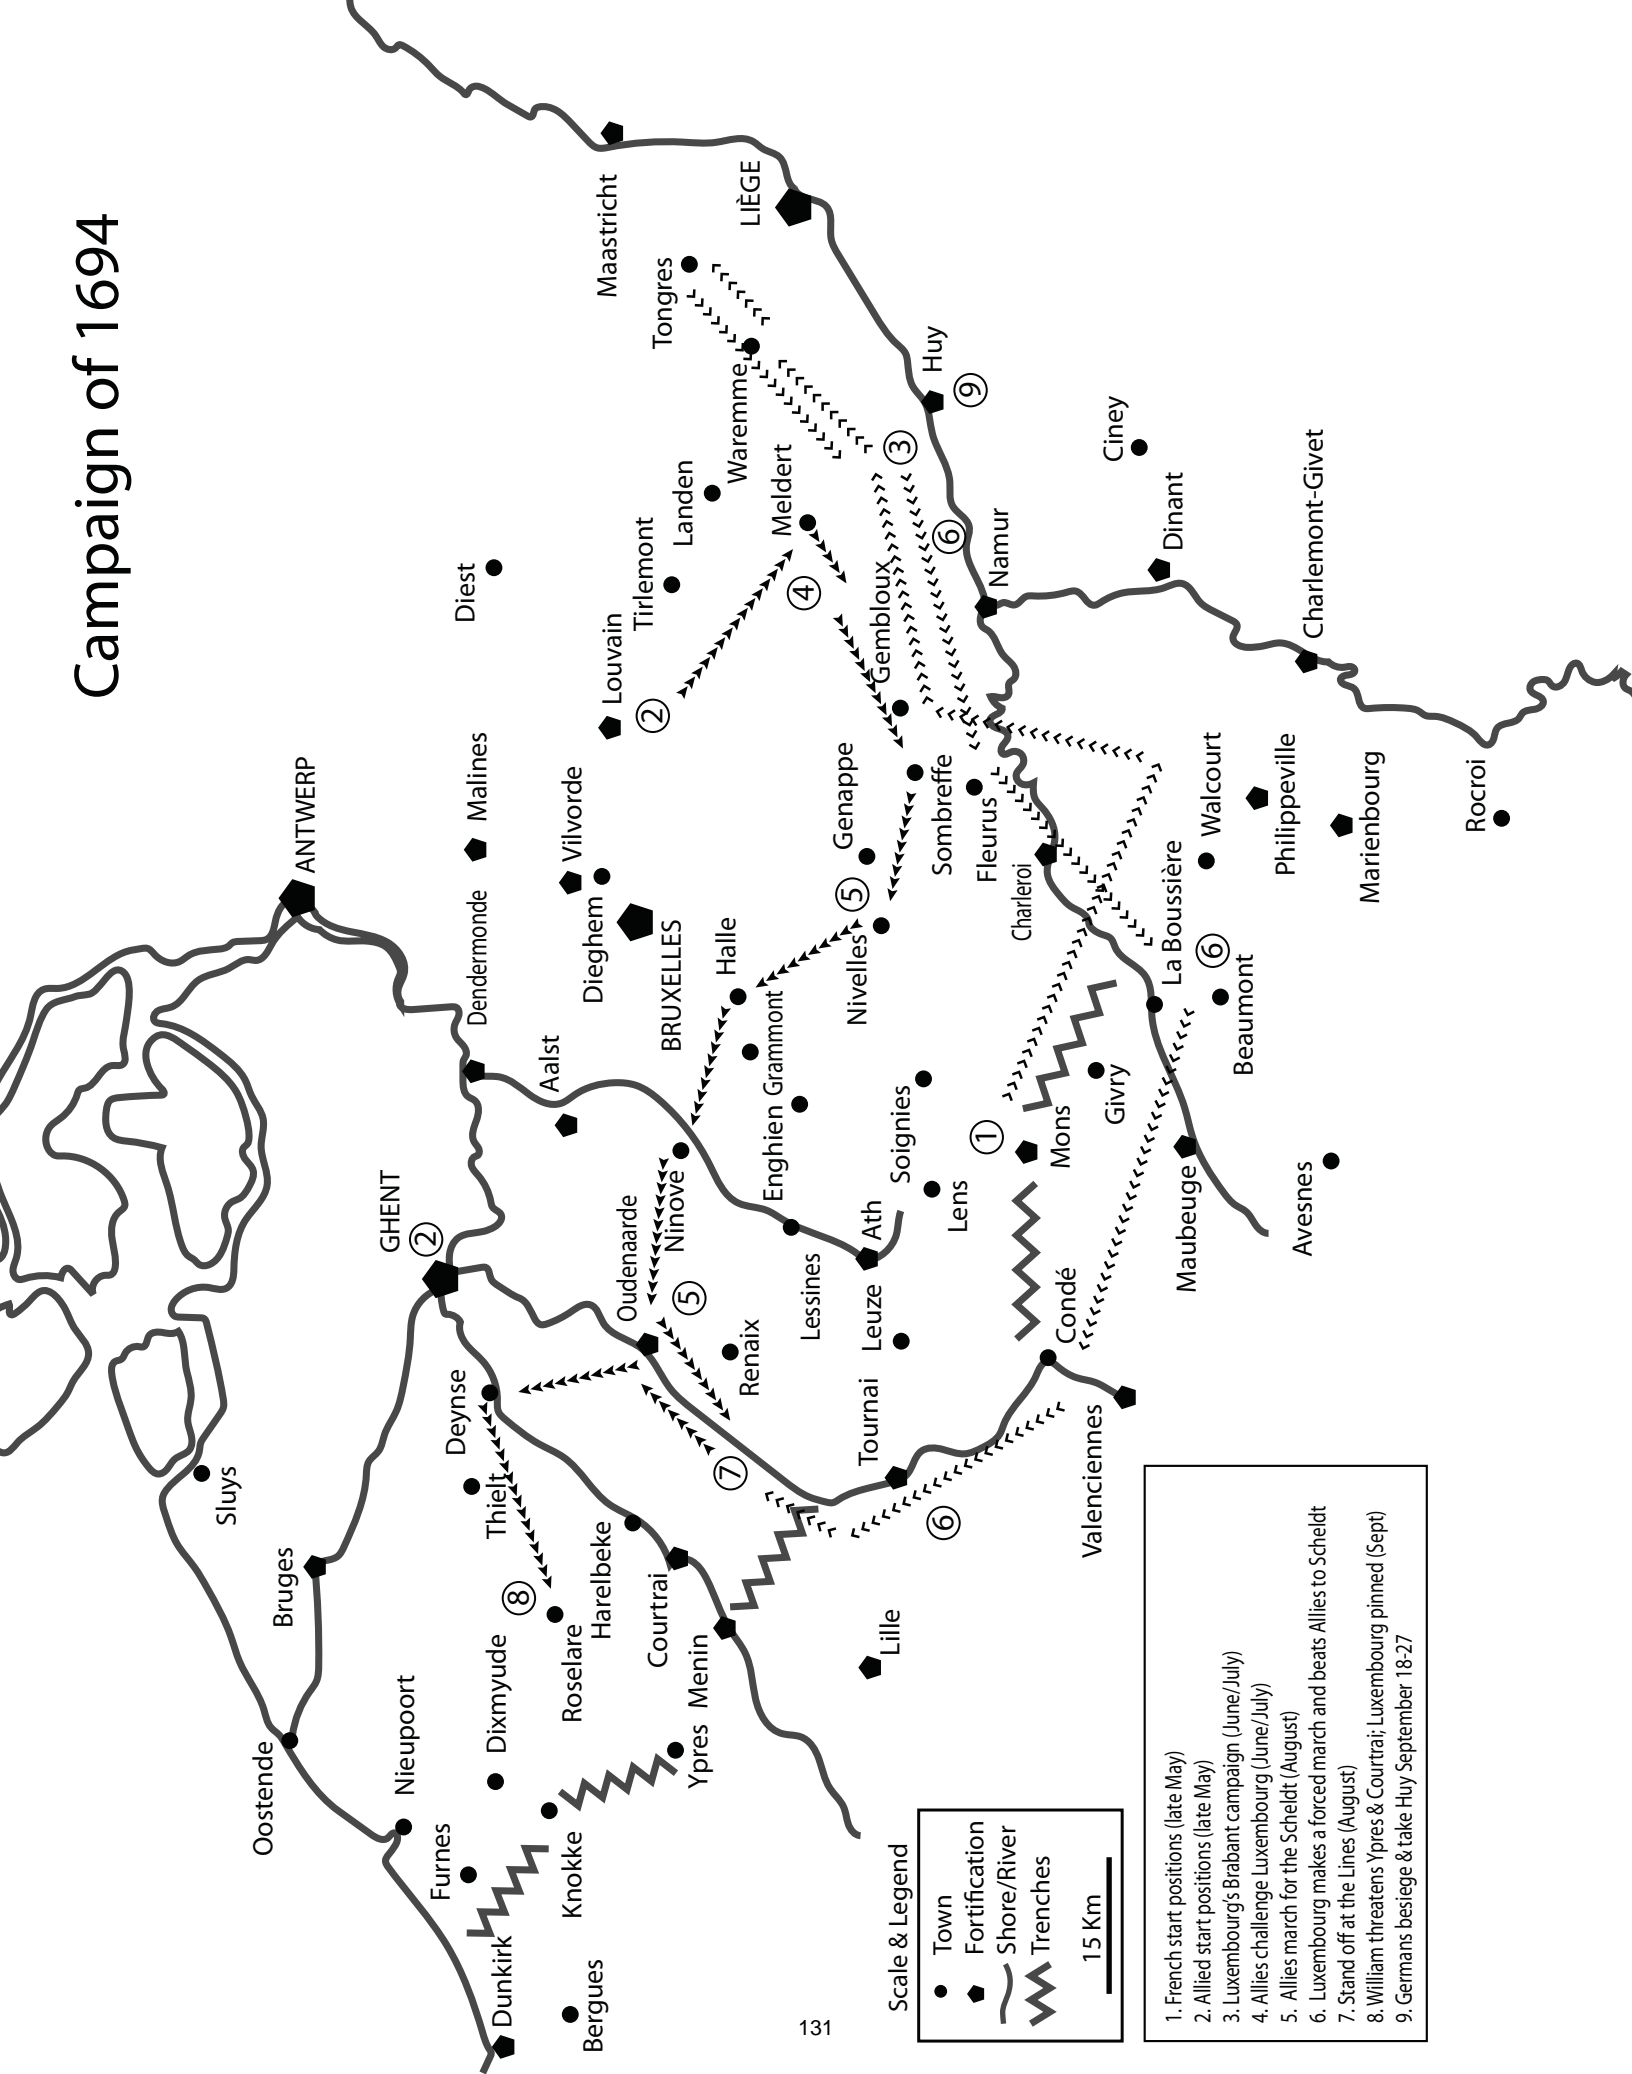 Campaign of 1694
Maastricht
LIÈGE
Tongres
Waremme
Huy
9
Ciney
Landen
Meldert
3
Diest
Tirlemont
4
6
Namur
Dinant
Gembloux
Charlemont-Givet
Louvain
2
ANTWERP
Malines
Vilvorde
Genappe
Sombreffe
Fleurus
Walcourt
Philippeville
Marienbourg
Rocroi
Dendermonde
Dieghem
BRUXELLES
Halle
5
Nivelles
Charleroi
La Boussière
6
Beaumont
Aalst
Grammont
Enghien
Soignies
1
Mons
Givry
GHENT
2
Oudenaarde
Ninove
Lens
Maubeuge
Avesnes
5
Lessines
Ath
Leuze
Condé
Renaix
Deynse
Tournai
Valenciennes
7
6
Sluys
Thielt
Bruges
8
Harelbeke
Courtrai
Lille
Roselare
Menin
Dixmyude
Ypres
Nieupoort
Oostende
Furnes
Knokke
Dunkirk
Bergues
Scale & Legend
Town
Fortification
Shore/River
Trenches
15 Km
1. French start positions (late May)
2. Allied start positions (late May)
3. Luxembourg's Brabant campaign (June/July)
4. Allies challenge Luxembourg (June/July)
5. Allies march for the Scheldt (August)
6. Luxembourg makes a forced march and beats Allies to Scheldt
7. Stand off at the Lines (August)
8. William threatens Ypres & Courtrai; Luxembourg pinned (Sept)
9. Germans besiege & take Huy September 18-27
131